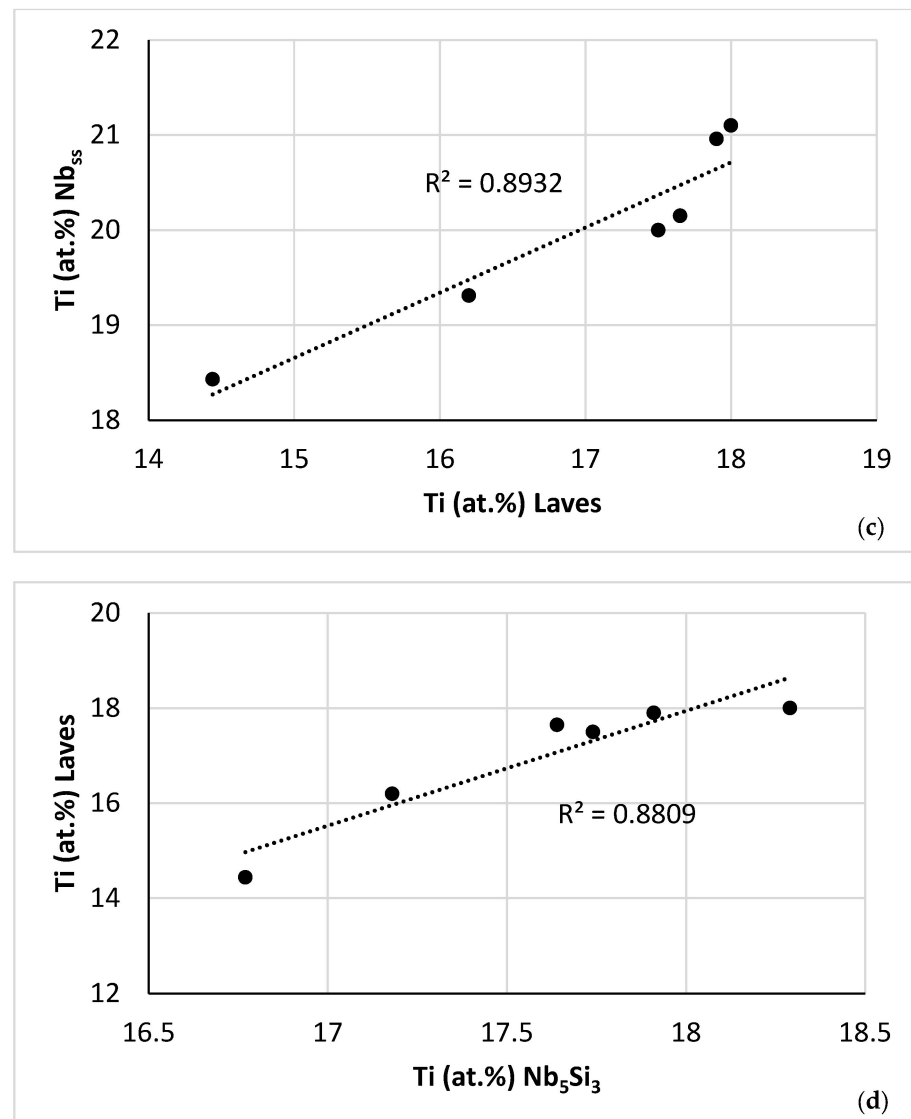 22
21
20
19
18
14 15 16 17 18 19
Ti (at.%) Nbss
R² = 0.8932
Ti (at.%) Laves
(c)
20
18
16
14
12
16.5 17 17.5 18 18.5
Ti (at.%) Laves
R² = 0.8809
Ti (at.%) Nb₅Si₃
(d)